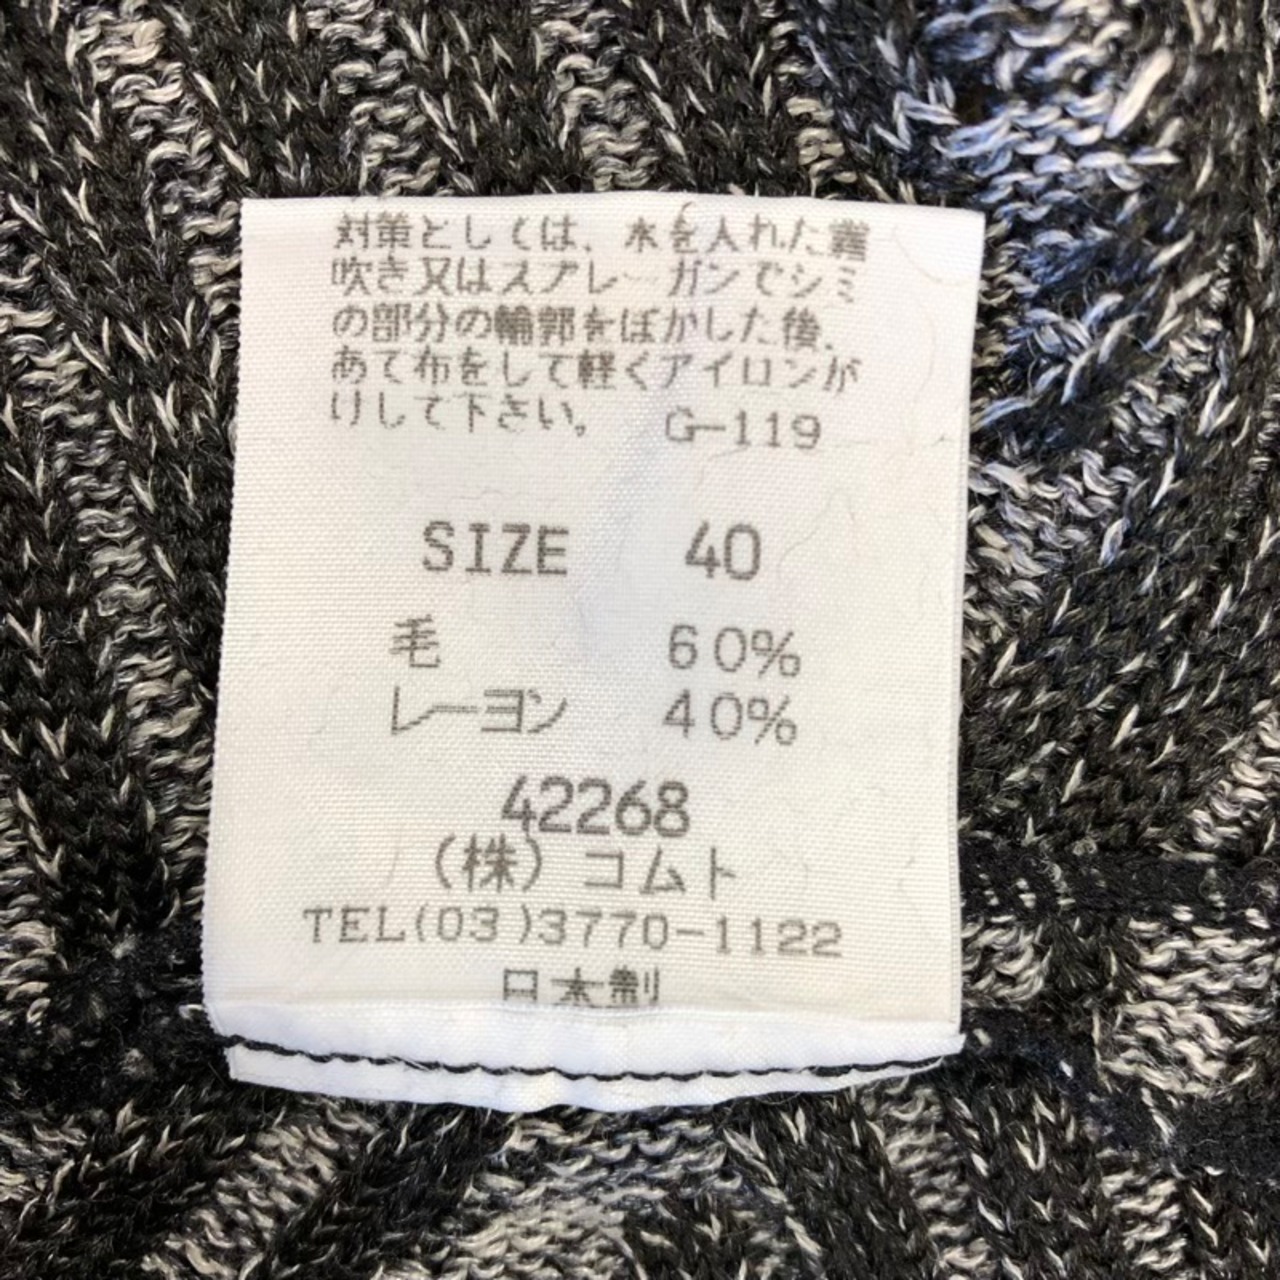 対策としては、水を入れた霧
吹き又はスプレーガンでシミ
の部分の輪郭をぼかした後、
あて布をして軽くアイロンが
けして下さい。 G-119
SIZE 40
毛 60%
レーヨン 40%
42268
(株)コムト
TEL(03)3770-1122
日本製